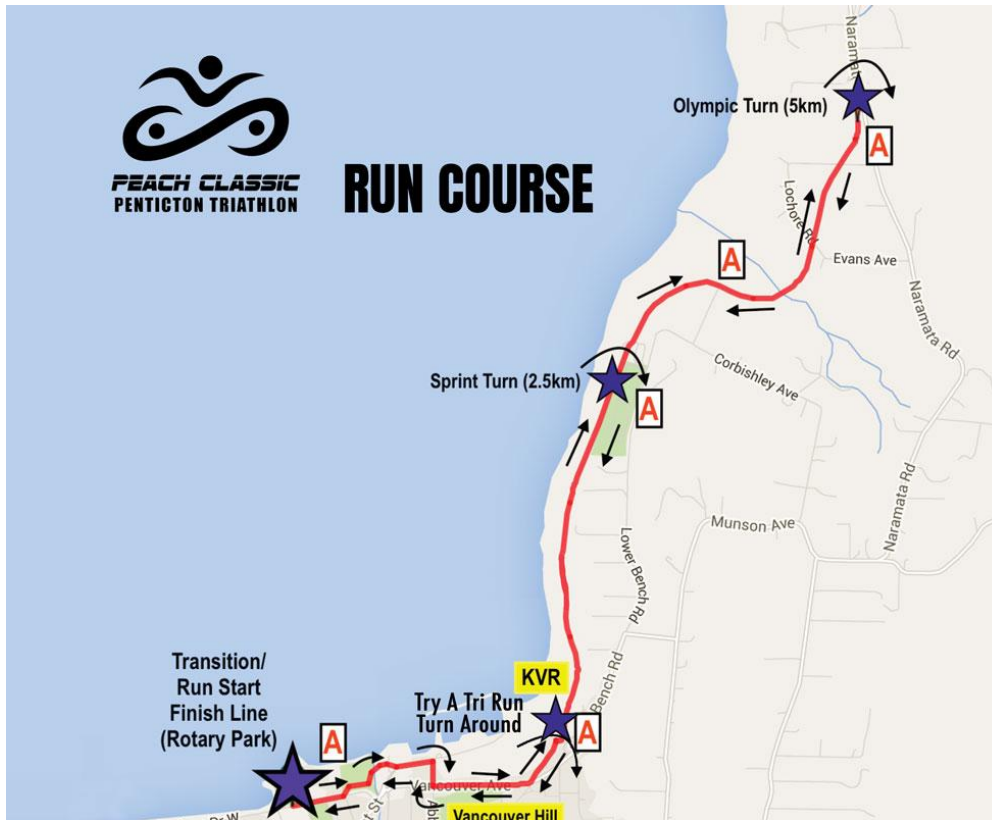 PEACH CLASSIC
PENTICTON TRIATHLON
RUN COURSE
Naramat
Olympic Turn (5km)
A
Lochore Rd
A
Evans Ave
Naramata Rd
Sprint Turn (2.5km)
Corbishley Ave
A
Naramata Rd
Munson Ave
Lower Bench Rd
Transition/
Run Start
Finish Line
(Rotary Park)
KVR
Bench Rd
Try A Tri Run
Turn Around
A
A
Vancouver Ave
Vancouver Hill